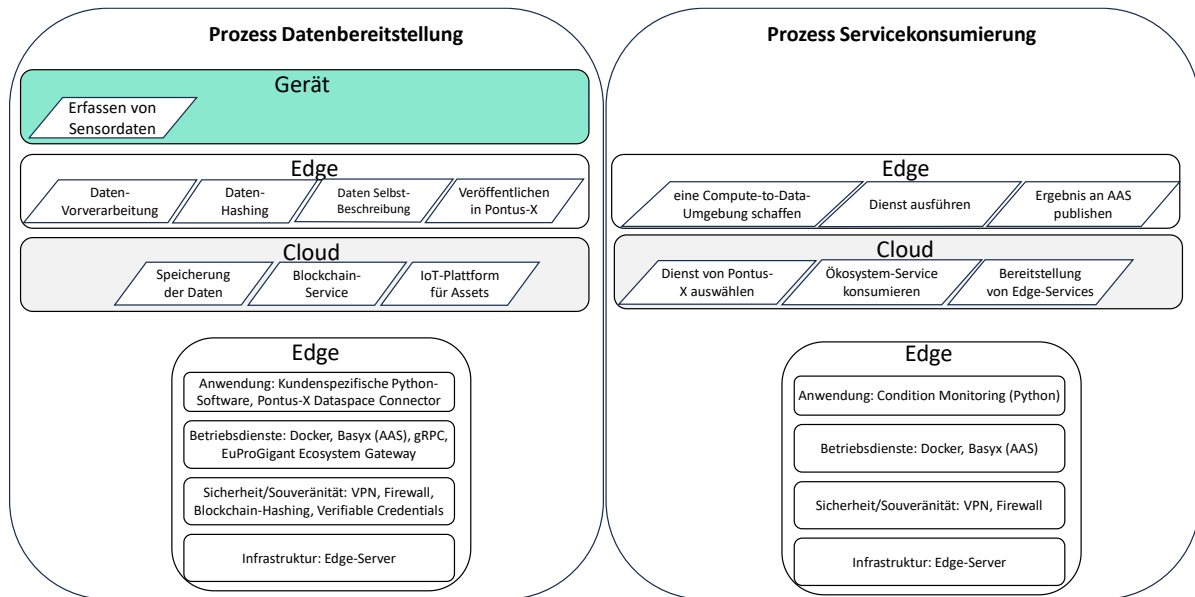 Prozess Datenbereitstellung
Gerät
Erfassen von
Sensordaten
Edge
Daten-
Vorverarbeitung
Daten-
Hashing
Daten Selbst-
Beschreibung
Veröffentlichen
in Pontus-X
Cloud
Speicherung
der Daten
Blockchain-
Service
IoT-Plattform
für Assets
Edge
Anwendung: Kundenspezifische Python-
Software, Pontus-X Dataspace Connector
Betriebsdienste: Docker, Basyx (AAS), gRPC,
EuProGigant Ecosystem Gateway
Sicherheit/Souveränität: VPN, Firewall,
Blockchain-Hashing, Verifiable Credentials
Infrastruktur: Edge-Server
Prozess Servicekonsumierung
Edge
eine Compute-to-Data-
Umgebung schaffen
Dienst ausführen
Ergebnis an AAS
publishen
Cloud
Dienst von Pontus-
X auswählen
Ökosystem-Service
konsumieren
Bereitstellung
von Edge-Services
Edge
Anwendung: Condition Monitoring (Python)
Betriebsdienste: Docker, Basyx (AAS)
Sicherheit/Souveränität: VPN, Firewall
Infrastruktur: Edge-Server